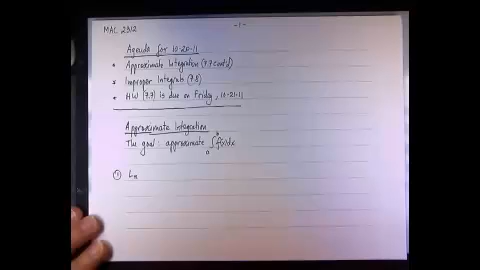 MAC 2312
- 1 -
Agenda for 10-20-11
* Approximate Integration (7.7 cont'd)
* Improper Integrals (7.8)
* HW (7.7) is due on Friday, 10-21-11
Approximate Integration
The goal: approximate ∫ₐᵇ f(x)dx
① Ln